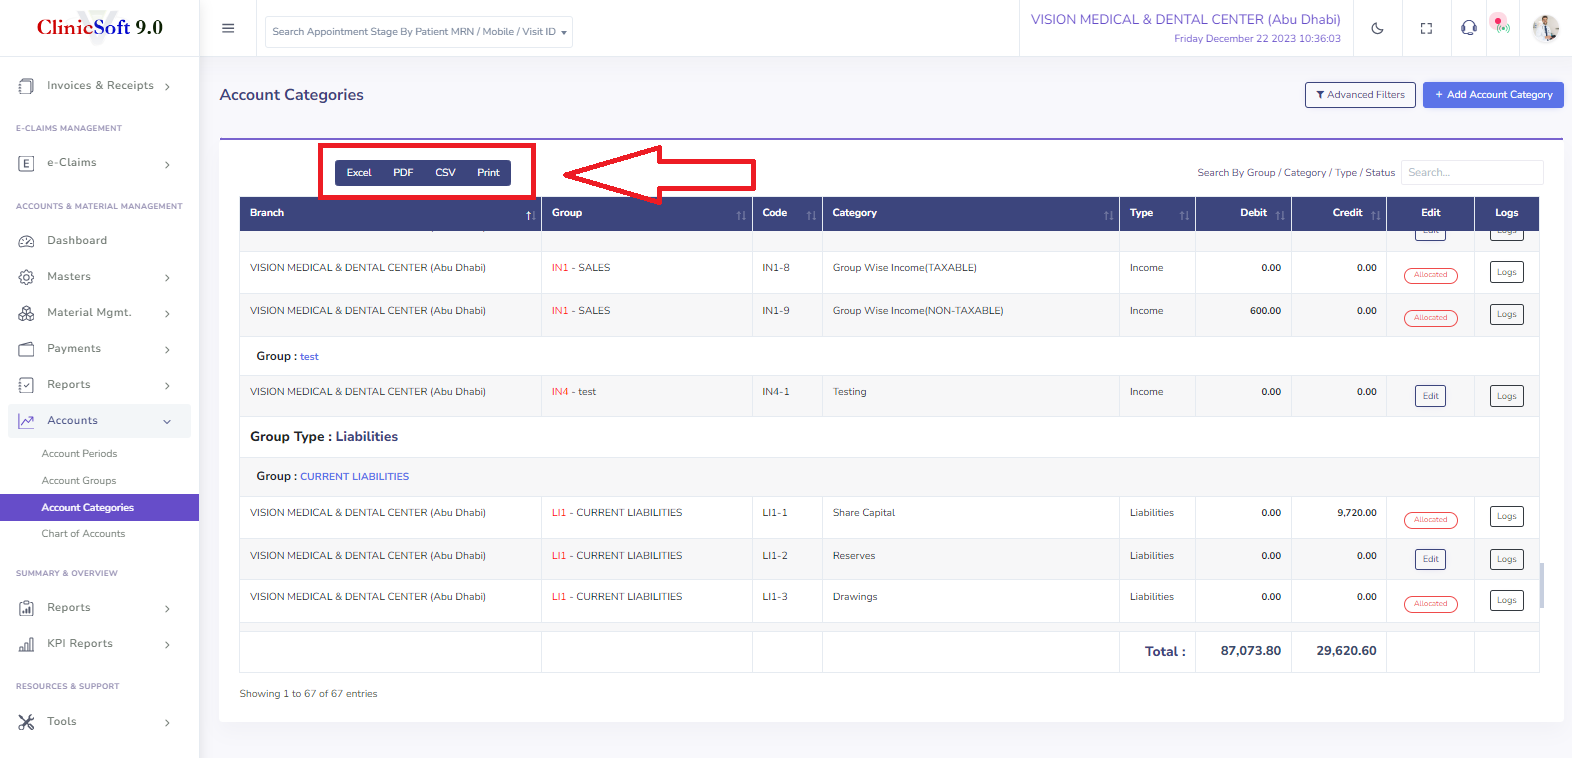 ClinicSoft 9.0
Search Appointment Stage By Patient MRN / Mobile / Visit ID
VISION MEDICAL & DENTAL CENTER (Abu Dhabi)
Friday December 22 2023 10:36:03
Invoices & Receipts
E-CLAIMS MANAGEMENT
E e-Claims
ACCOUNTS & MATERIAL MANAGEMENT
Dashboard
Masters
Material Mgmt.
Payments
Reports
Accounts
Account Periods
Account Groups
Account Categories
Chart of Accounts
SUMMARY & OVERVIEW
Reports
KPI Reports
RESOURCES & SUPPORT
Tools
Account Categories
Advanced Filters
+ Add Account Category
Excel PDF CSV Print
Search By Group / Category / Type / Status Search...
Branch Group Code Category Type Debit Credit Edit Logs
VISION MEDICAL & DENTAL CENTER (Abu Dhabi) IN1 - SALES IN1-8 Group Wise Income(TAXABLE) Income 0.00 0.00 Allocated Logs
VISION MEDICAL & DENTAL CENTER (Abu Dhabi) IN1 - SALES IN1-9 Group Wise Income(NON-TAXABLE) Income 600.00 0.00 Allocated Logs
Group : test
VISION MEDICAL & DENTAL CENTER (Abu Dhabi) IN4 - test IN4-1 Testing Income 0.00 0.00 Edit Logs
Group Type : Liabilities
Group : CURRENT LIABILITIES
VISION MEDICAL & DENTAL CENTER (Abu Dhabi) LI1 - CURRENT LIABILITIES LI1-1 Share Capital Liabilities 0.00 9,720.00 Allocated Logs
VISION MEDICAL & DENTAL CENTER (Abu Dhabi) LI1 - CURRENT LIABILITIES LI1-2 Reserves Liabilities 0.00 0.00 Edit Logs
VISION MEDICAL & DENTAL CENTER (Abu Dhabi) LI1 - CURRENT LIABILITIES LI1-3 Drawings Liabilities 0.00 0.00 Allocated Logs
Total : 87,073.80 29,620.60
Showing 1 to 67 of 67 entries